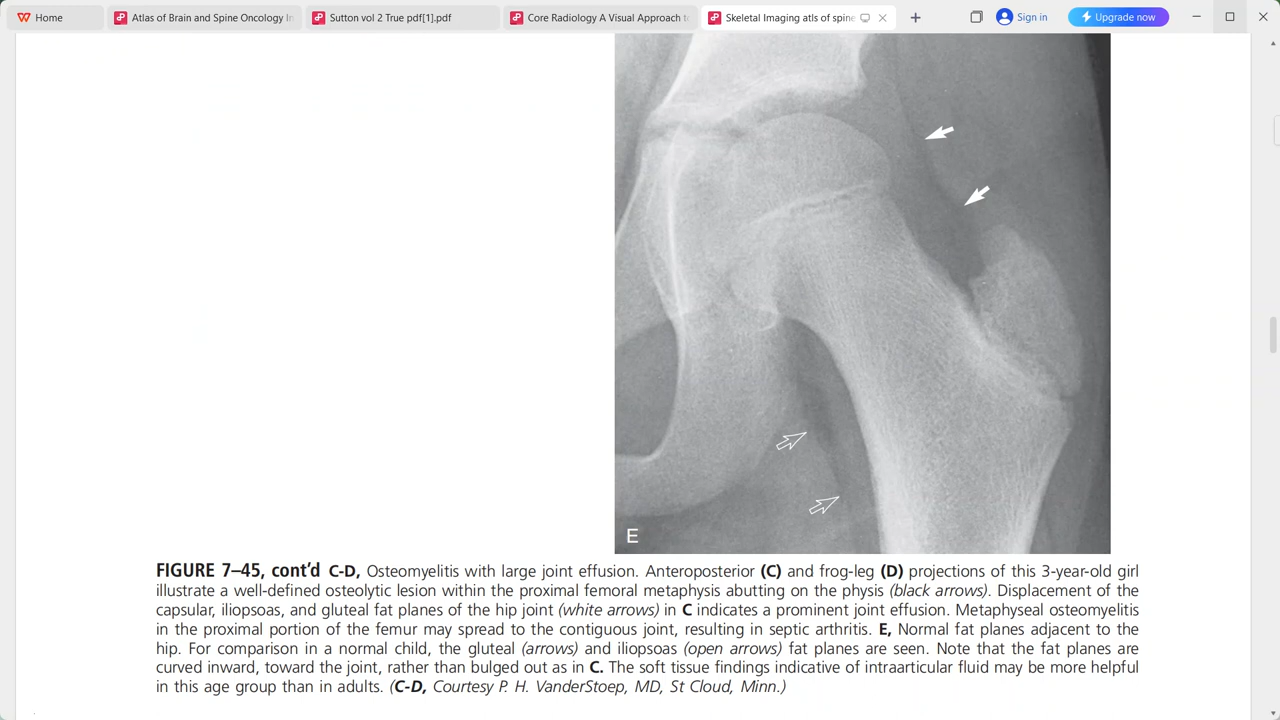 Home
Atlas of Brain and Spine Oncology I
Sutton vol 2 True pdf[1].pdf
Core Radiology A Visual Approach to
Skeletal Imaging atls of spine
Sign in
Upgrade now
E
FIGURE 7–45, cont'd C-D, Osteomyelitis with large joint effusion. Anteroposterior (C) and frog-leg (D) projections of this 3-year-old girl
illustrate a well-defined osteolytic lesion within the proximal femoral metaphysis abutting on the physis (black arrows). Displacement of the
capsular, iliopsoas, and gluteal fat planes of the hip joint (white arrows) in C indicates a prominent joint effusion. Metaphyseal osteomyelitis
in the proximal portion of the femur may spread to the contiguous joint, resulting in septic arthritis. E, Normal fat planes adjacent to the
hip. For comparison in a normal child, the gluteal (arrows) and iliopsoas (open arrows) fat planes are seen. Note that the fat planes are
curved inward, toward the joint, rather than bulged out as in C. The soft tissue findings indicative of intraarticular fluid may be more helpful
in this age group than in adults. (C-D, Courtesy P. H. VanderStoep, MD, St Cloud, Minn.)